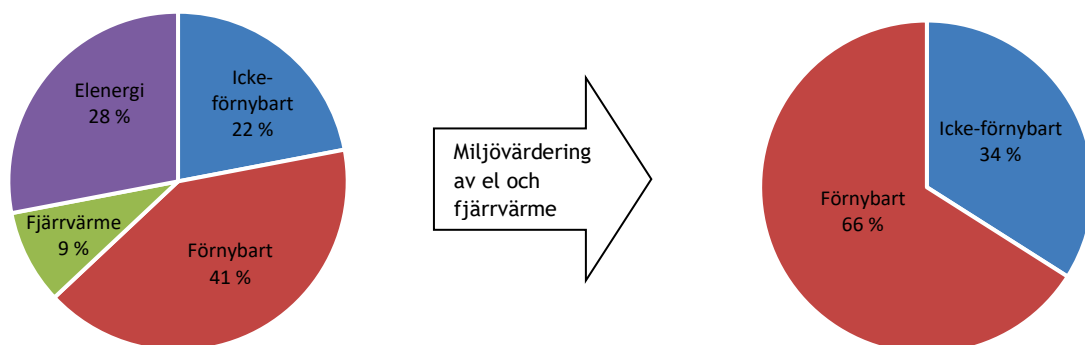 Elenergi
28 %
Icke-
förnybart
22 %
Fjärrvärme
9 %
Förnybart
41 %
Miljövärdering
av el och
fjärrvärme
Icke-förnybart
34 %
Förnybart
66 %